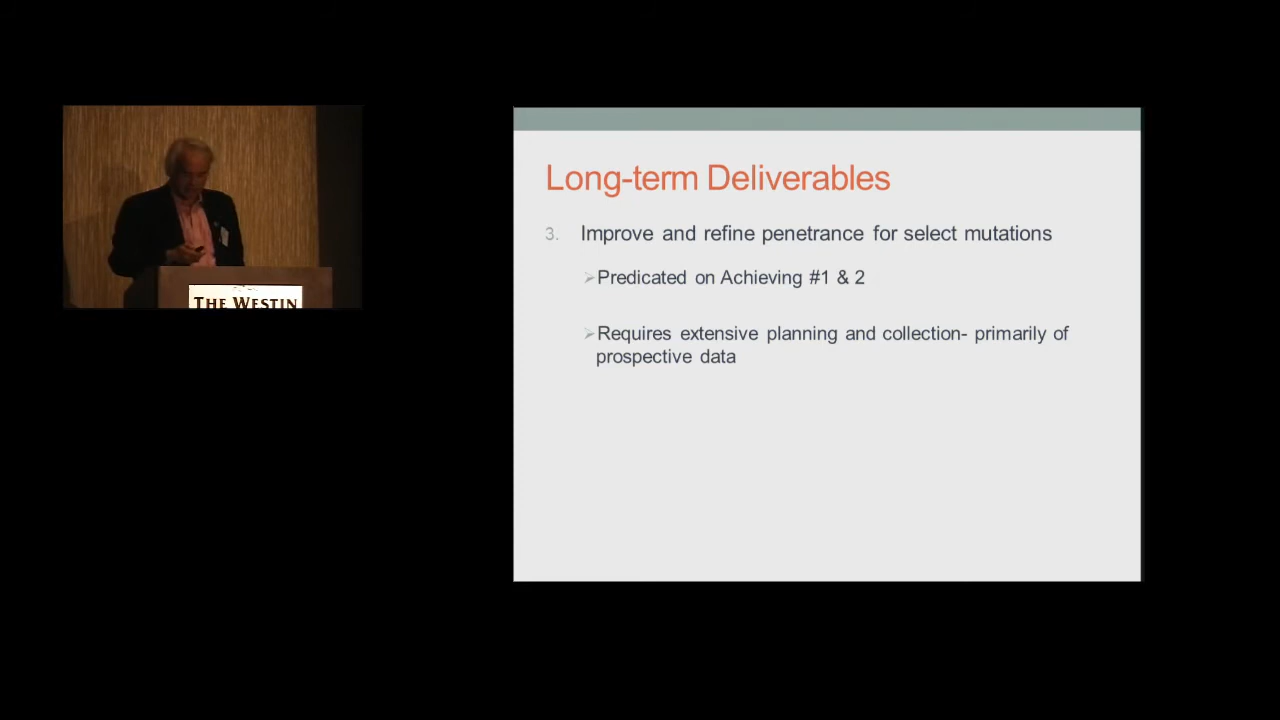 Long-term Deliverables
3. Improve and refine penetrance for select mutations
➢Predicated on Achieving #1 & 2
➢Requires extensive planning and collection- primarily of
prospective data
THE WESTIN